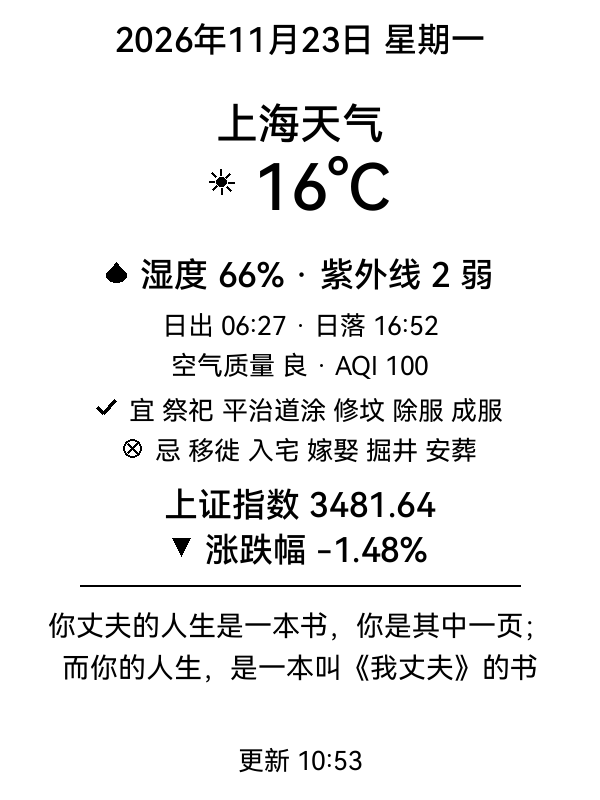 2026年11月23日 星期一
上海天气
16°C
湿度 66% · 紫外线 2 弱
日出 06:27 · 日落 16:52
空气质量 良 · AQI 100
宜 祭祀 平治道涂 修坟 除服 成服
忌 移徙 入宅 嫁娶 掘井 安葬
上证指数 3481.64
▼ 涨跌幅 -1.48%
你丈夫的人生是一本书，你是其中一页；
而你的人生，是一本叫《我丈夫》的书
更新 10:53